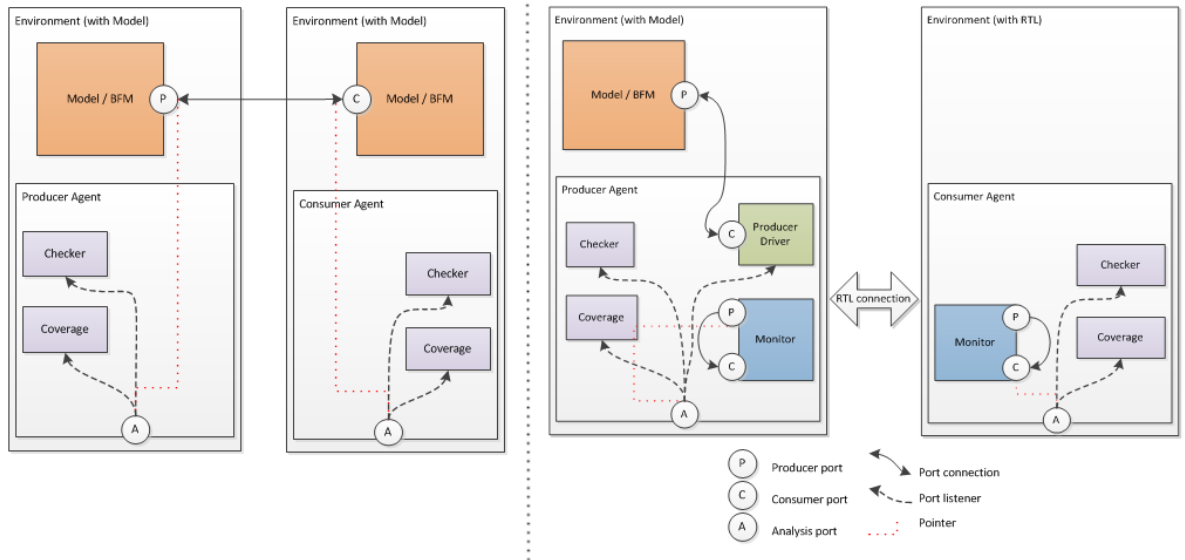 Environment (with Model)
Model / BFM
P
Producer Agent
Checker
Coverage
A
Environment (with Model)
C
Model / BFM
Consumer Agent
Checker
Coverage
A
Environment (with Model)
Model / BFM
P
Producer Agent
Checker
C
Producer
Driver
Coverage
P
Monitor
C
A
RTL connection
Environment (with RTL)
Consumer Agent
Checker
P
Monitor
Coverage
C
A
P
Producer port
Port connection
C
Consumer port
Port listener
A
Analysis port
Pointer